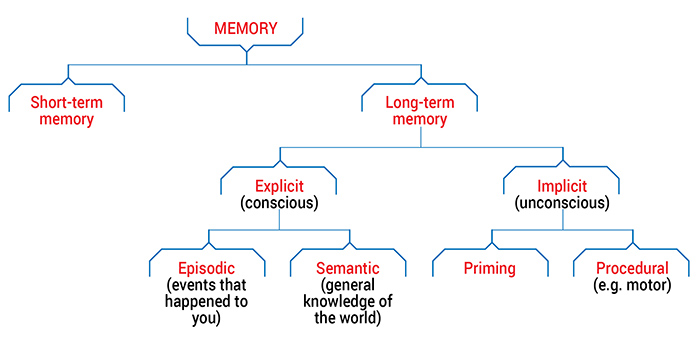 MEMORY
Short-term
memory
Long-term
memory
Explicit
(conscious)
Implicit
(unconscious)
Episodic
(events that
happened to
you)
Semantic
(general
knowledge of
the world)
Priming
Procedural
(e.g. motor)